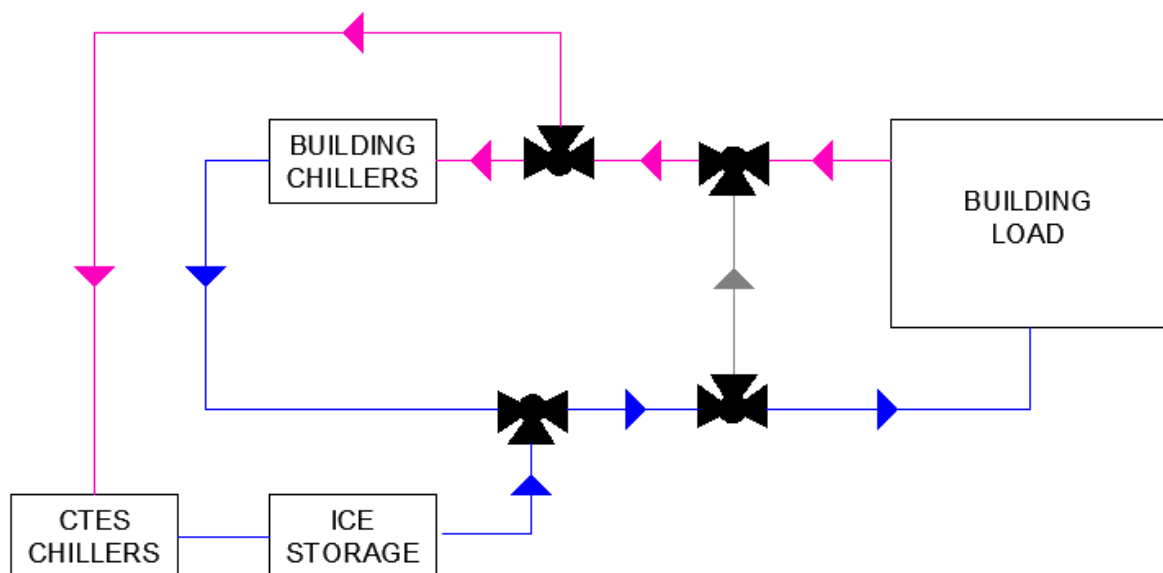 BUILDING
CHILLERS
BUILDING
LOAD
CTES
CHILLERS
ICE
STORAGE